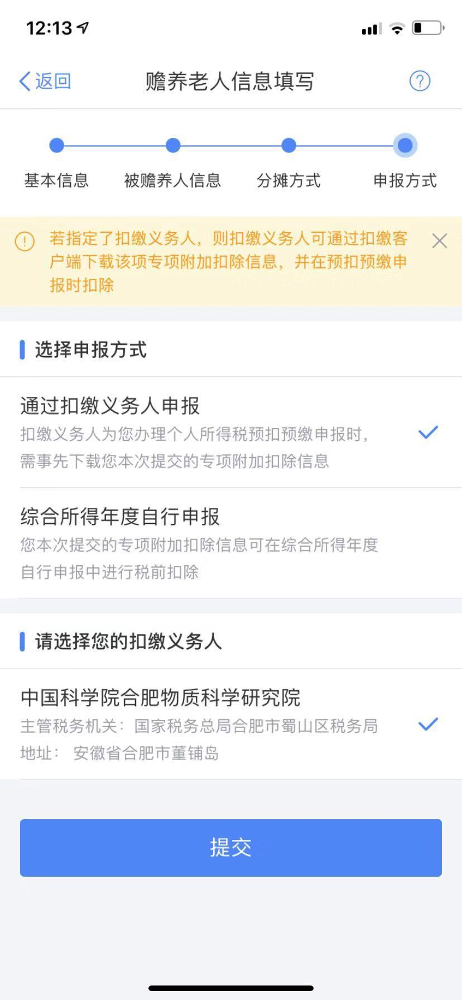 12:13
返回
赡养老人信息填写
?
基本信息
被赡养人信息
分摊方式
申报方式
若指定了扣缴义务人，则扣缴义务人可通过扣缴客
户端下载该项专项附加扣除信息，并在预扣预缴申
报时扣除
选择申报方式
通过扣缴义务人申报
扣缴义务人为您办理个人所得税预扣预缴申报时，
需事先下载您本次提交的专项附加扣除信息
综合所得年度自行申报
您本次提交的专项附加扣除信息可在综合所得年度
自行申报中进行税前扣除
请选择您的扣缴义务人
中国科学院合肥物质科学研究院
主管税务机关：国家税务总局合肥市蜀山区税务局
地址： 安徽省合肥市董铺岛
提交